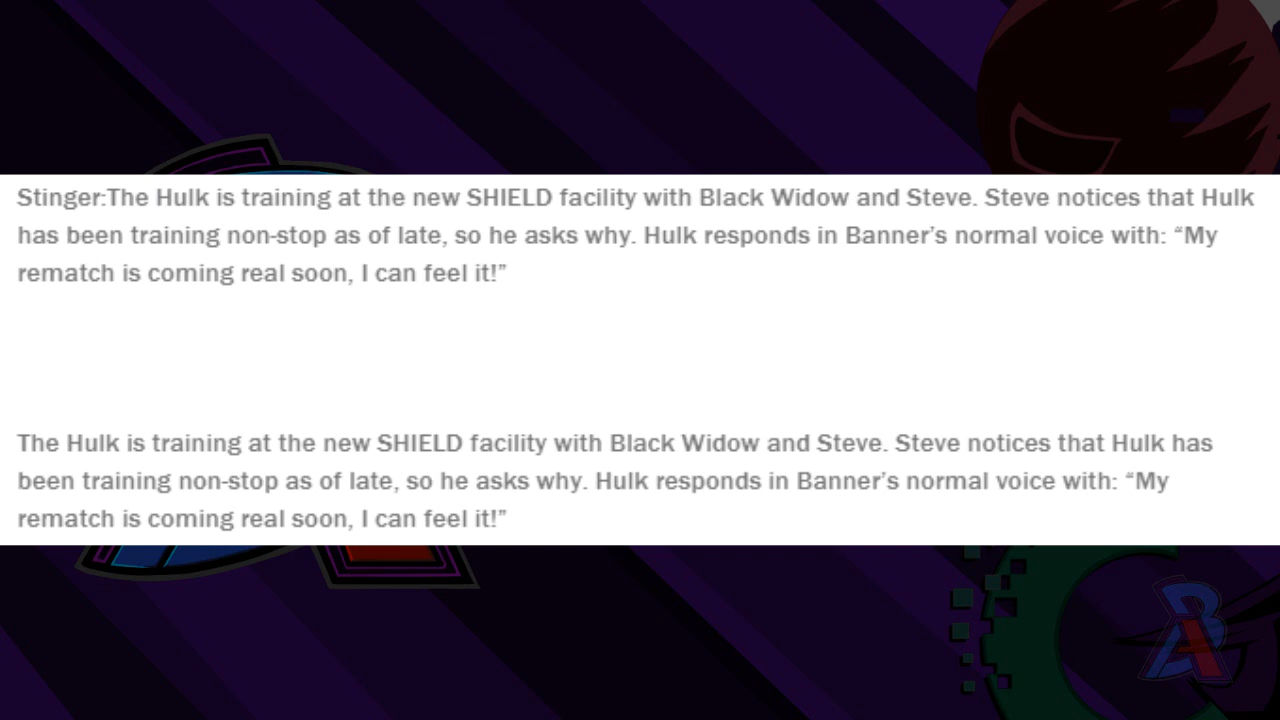 Stinger:The Hulk is training at the new SHIELD facility with Black Widow and Steve. Steve notices that Hulk
has been training non-stop as of late, so he asks why. Hulk responds in Banner’s normal voice with: “My
rematch is coming real soon, I can feel it!”
The Hulk is training at the new SHIELD facility with Black Widow and Steve. Steve notices that Hulk has
been training non-stop as of late, so he asks why. Hulk responds in Banner’s normal voice with: “My
rematch is coming real soon, I can feel it!”